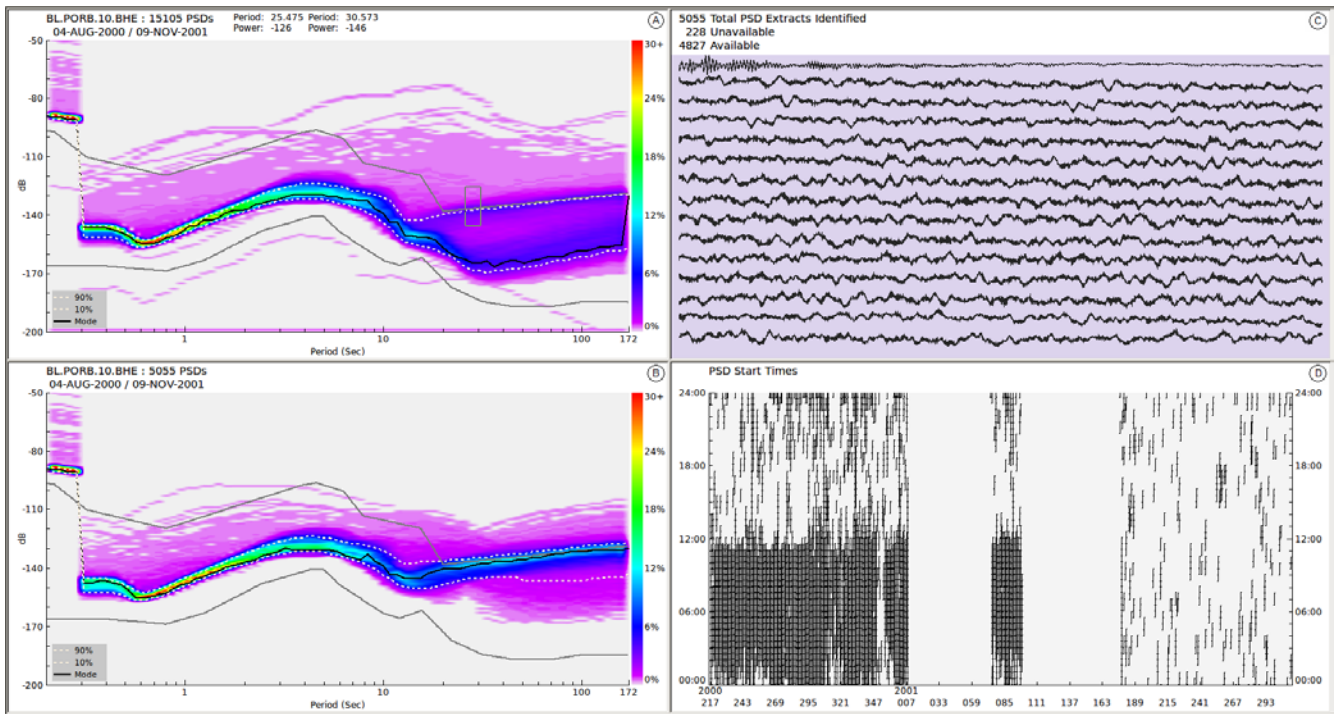 BL.PORB.10.BHE : 15105 PSDs
04-AUG-2000 / 09-NOV-2001
Period: 25.475 Period: 30.573
Power: -126 Power: -146
A
-50
-80
-110
-140
-170
-200
dB
30+
24%
18%
12%
6%
0%
90%
10%
Mode
1 10 100 172
Period (Sec)
5055 Total PSD Extracts Identified
228 Unavailable
4827 Available
C
BL.PORB.10.BHE : 5055 PSDs
04-AUG-2000 / 09-NOV-2001
B
-50
-80
-110
-140
-170
-200
dB
30+
24%
18%
12%
6%
0%
90%
10%
Mode
1 10 100 172
Period (Sec)
PSD Start Times
D
24:00 24:00
18:00 18:00
12:00 12:00
06:00 06:00
00:00 00:00
2000 2001
217 243 269 295 321 347 007 033 059 085 111 137 163 189 215 241 267 293